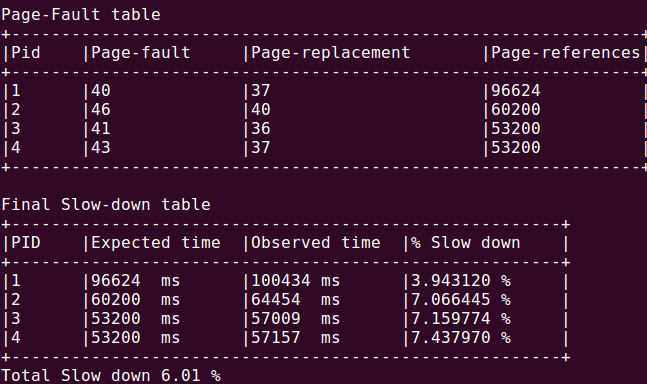 Page-Fault table
+---------------------------------------------------------------+
|Pid    |Page-fault     |Page-replacement       |Page-references|
+---------------------------------------------------------------+
|1      |40             |37                     |96624          |
|2      |46             |40                     |60200          |
|3      |41             |36                     |53200          |
|4      |43             |37                     |53200          |
+---------------------------------------------------------------+
Final Slow-down table
+-------------------------------------------------------+
|PID    |Expected time  |Observed time  |% Slow down    |
+-------------------------------------------------------+
|1      |96624  ms      |100434 ms      |3.943120 %     |
|2      |60200  ms      |64454  ms      |7.066445 %     |
|3      |53200  ms      |57009  ms      |7.159774 %     |
|4      |53200  ms      |57157  ms      |7.437970 %     |
+-------------------------------------------------------+
Total Slow down 6.01 %